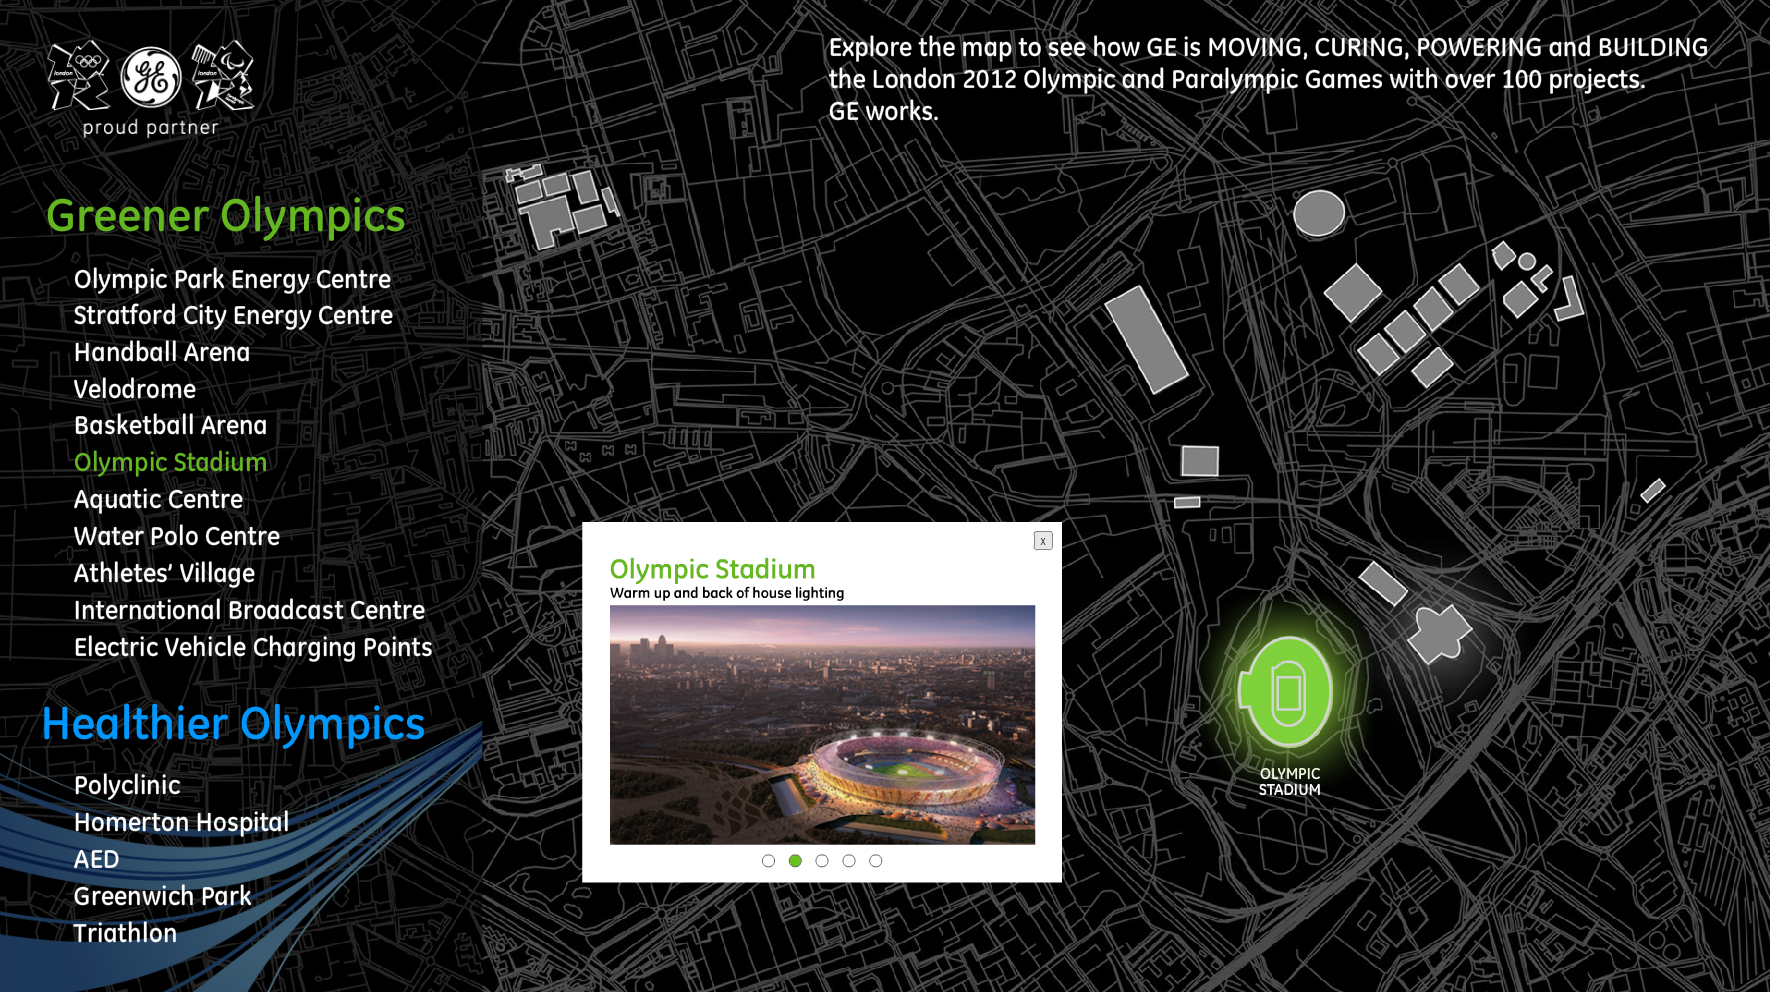 london
GE
london
proud partner
Explore the map to see how GE is MOVING, CURING, POWERING and BUILDING
the London 2012 Olympic and Paralympic Games with over 100 projects.
GE works.
Greener Olympics
Olympic Park Energy Centre
Stratford City Energy Centre
Handball Arena
Velodrome
Basketball Arena
Olympic Stadium
Aquatic Centre
Water Polo Centre
Athletes’ Village
International Broadcast Centre
Electric Vehicle Charging Points
Healthier Olympics
Polyclinic
Homerton Hospital
AED
Greenwich Park
Triathlon
x
Olympic Stadium
Warm up and back of house lighting
OLYMPIC
STADIUM